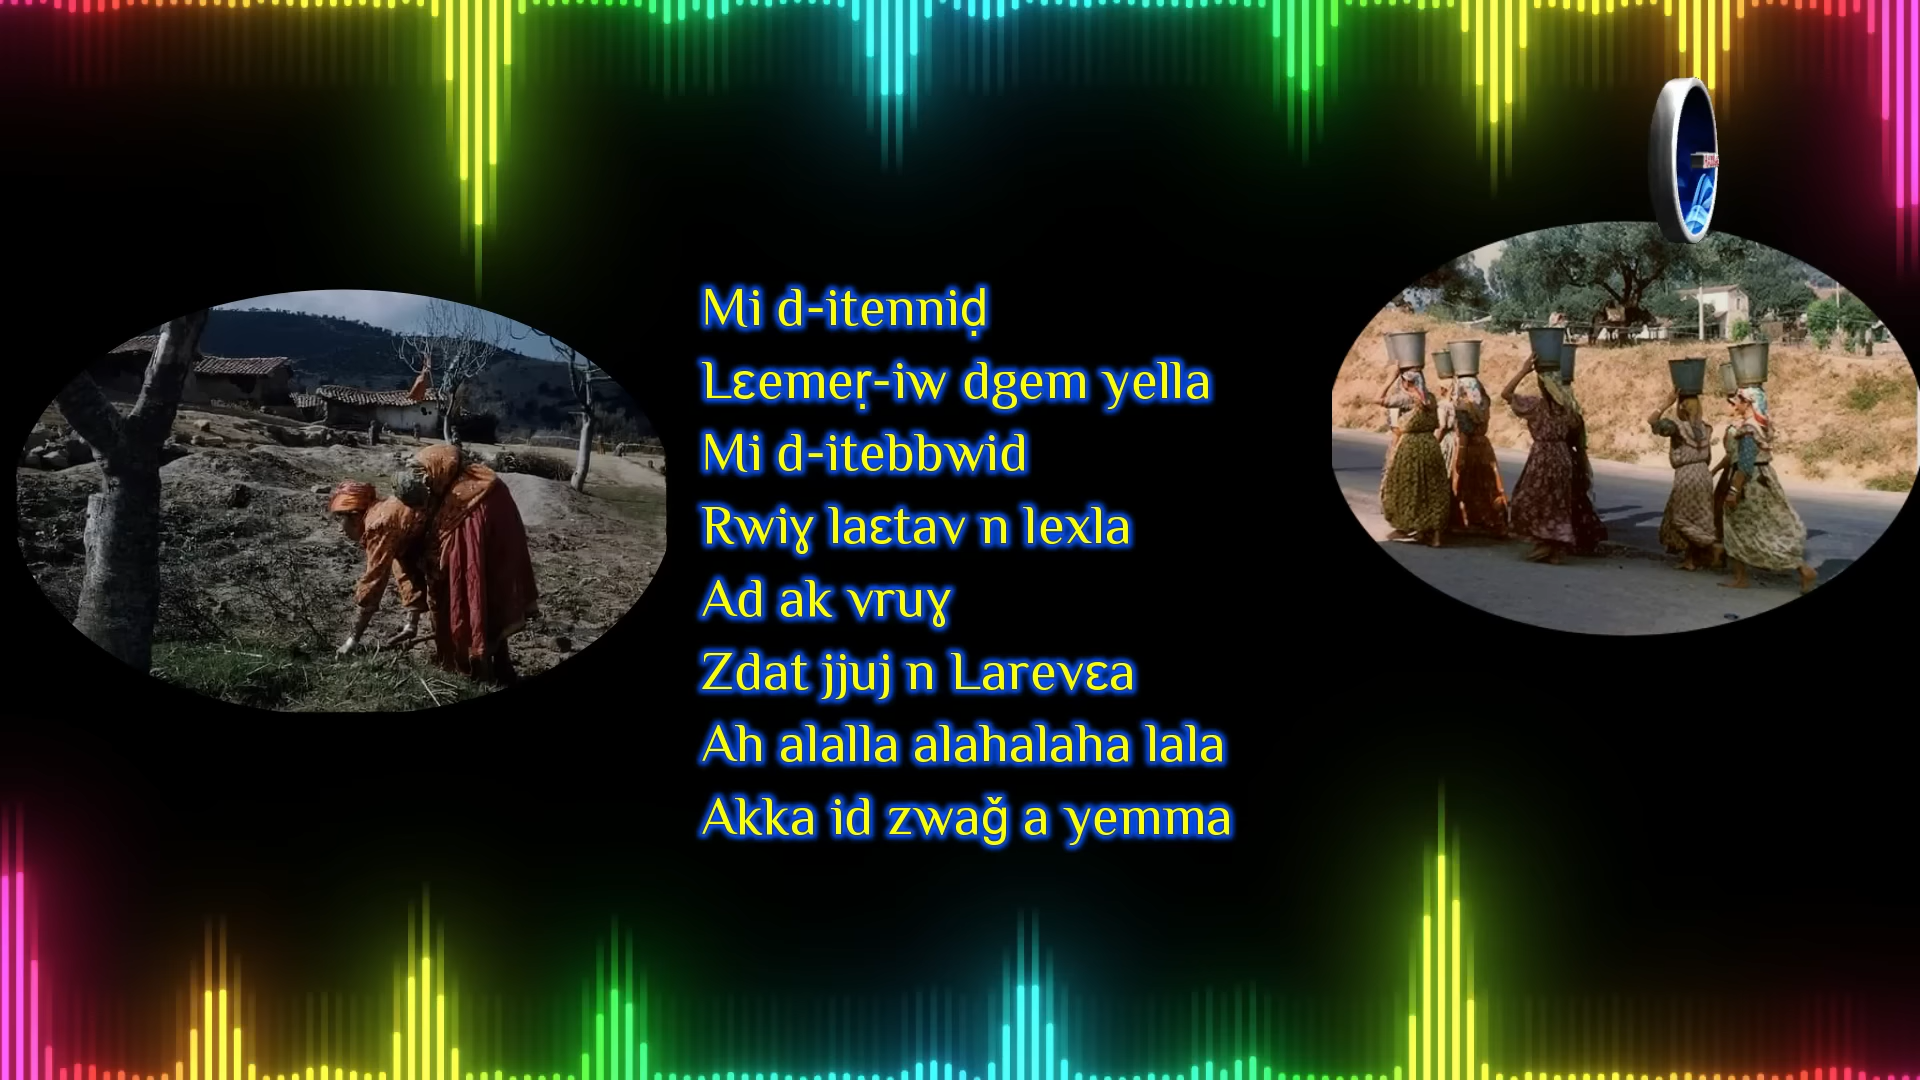 Mi d-itenniḍ
Lɛemeṛ-iw dgem yella
Mi d-itebbwid
Rwiɣ laɛtav n lexla
Ad ak vruɣ
Zdat jjuj n Larevɛa
Ah alalla alahalaha lala
Akka id zwaǧ a yemma